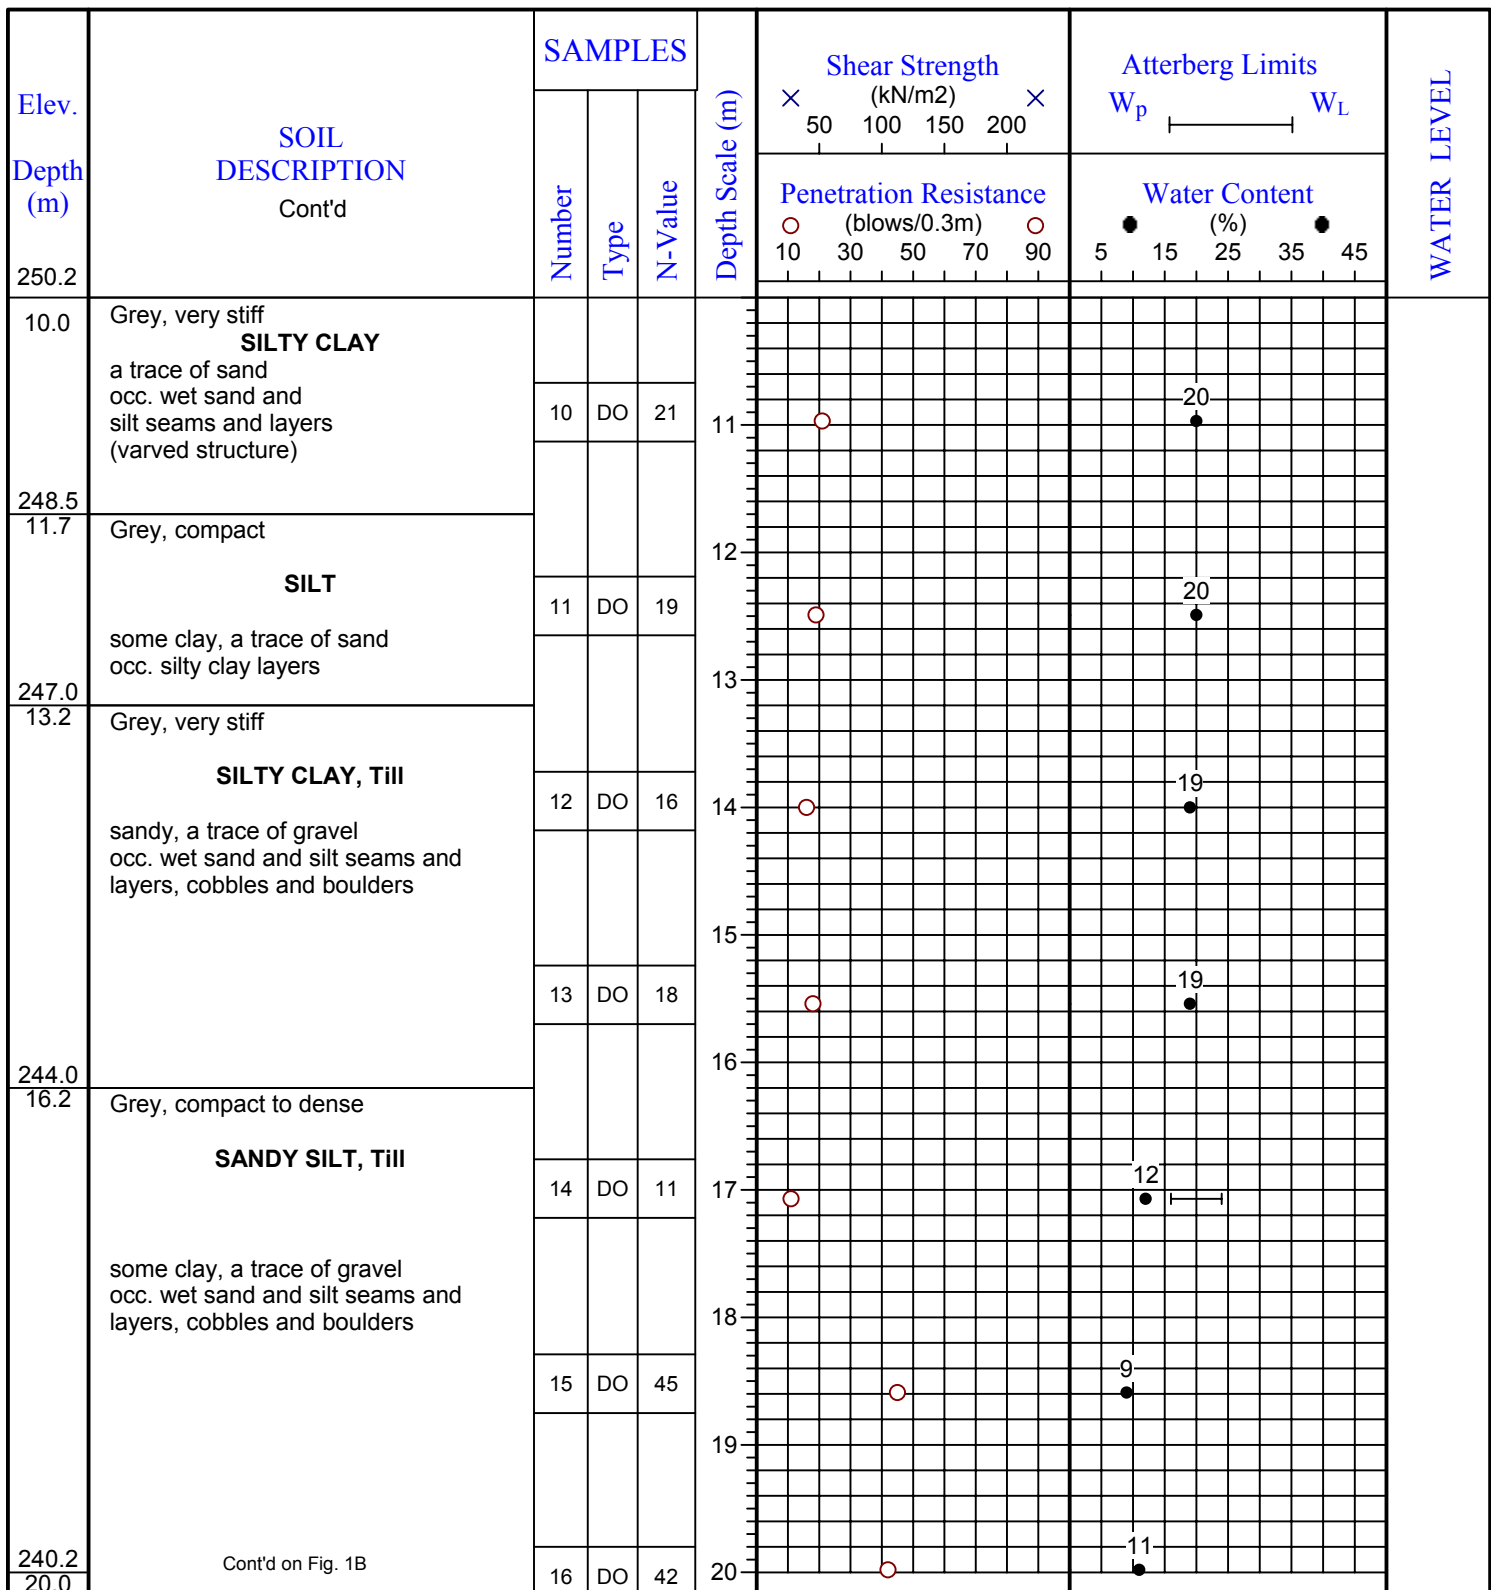 Elev.
Depth
(m)
250.2
SOIL
DESCRIPTION
Cont'd
SAMPLES
Number
Type
N-Value
Depth Scale (m)
Shear Strength
× (kN/m2) ×
50 100 150 200
Penetration Resistance
(blows/0.3m)
10 30 50 70 90
Atterberg Limits
Wp WL
Water Content
(%)
5 15 25 35 45
WATER LEVEL
10.0
Grey, very stiff
SILTY CLAY
a trace of sand
occ. wet sand and
silt seams and layers
(varved structure)
10 DO 21
11
20
248.5
11.7
Grey, compact
12
SILT
11 DO 19
20
some clay, a trace of sand
occ. silty clay layers
13
247.0
13.2
Grey, very stiff
SILTY CLAY, Till
12 DO 16
14
19
sandy, a trace of gravel
occ. wet sand and silt seams and
layers, cobbles and boulders
15
13 DO 18
19
16
244.0
16.2
Grey, compact to dense
SANDY SILT, Till
14 DO 11
17
12
some clay, a trace of gravel
occ. wet sand and silt seams and
layers, cobbles and boulders
18
15 DO 45
9
19
240.2
20.0
Cont'd on Fig. 1B
16 DO 42
20
11